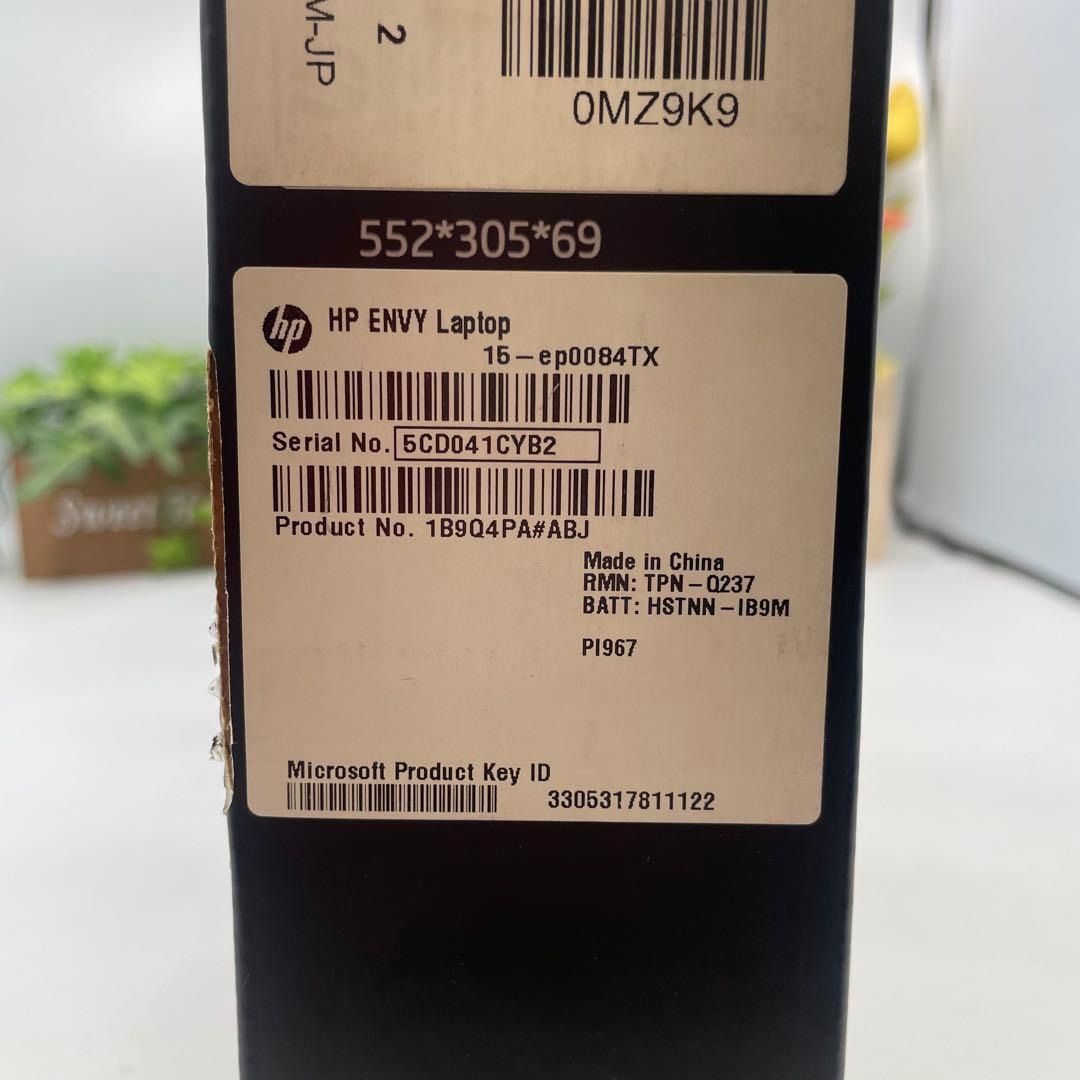 M-JP
2
0MZ9K9
552*305*69
hp HP ENVY Laptop
15-ep0084TX
Serial No. 5CD041CYB2
Product No. 1B9Q4PA#ABJ
Made in China
RMN: TPN-Q237
BATT: HSTNN-IB9M
PI967
Microsoft Product Key ID
3305317811122
Sweet